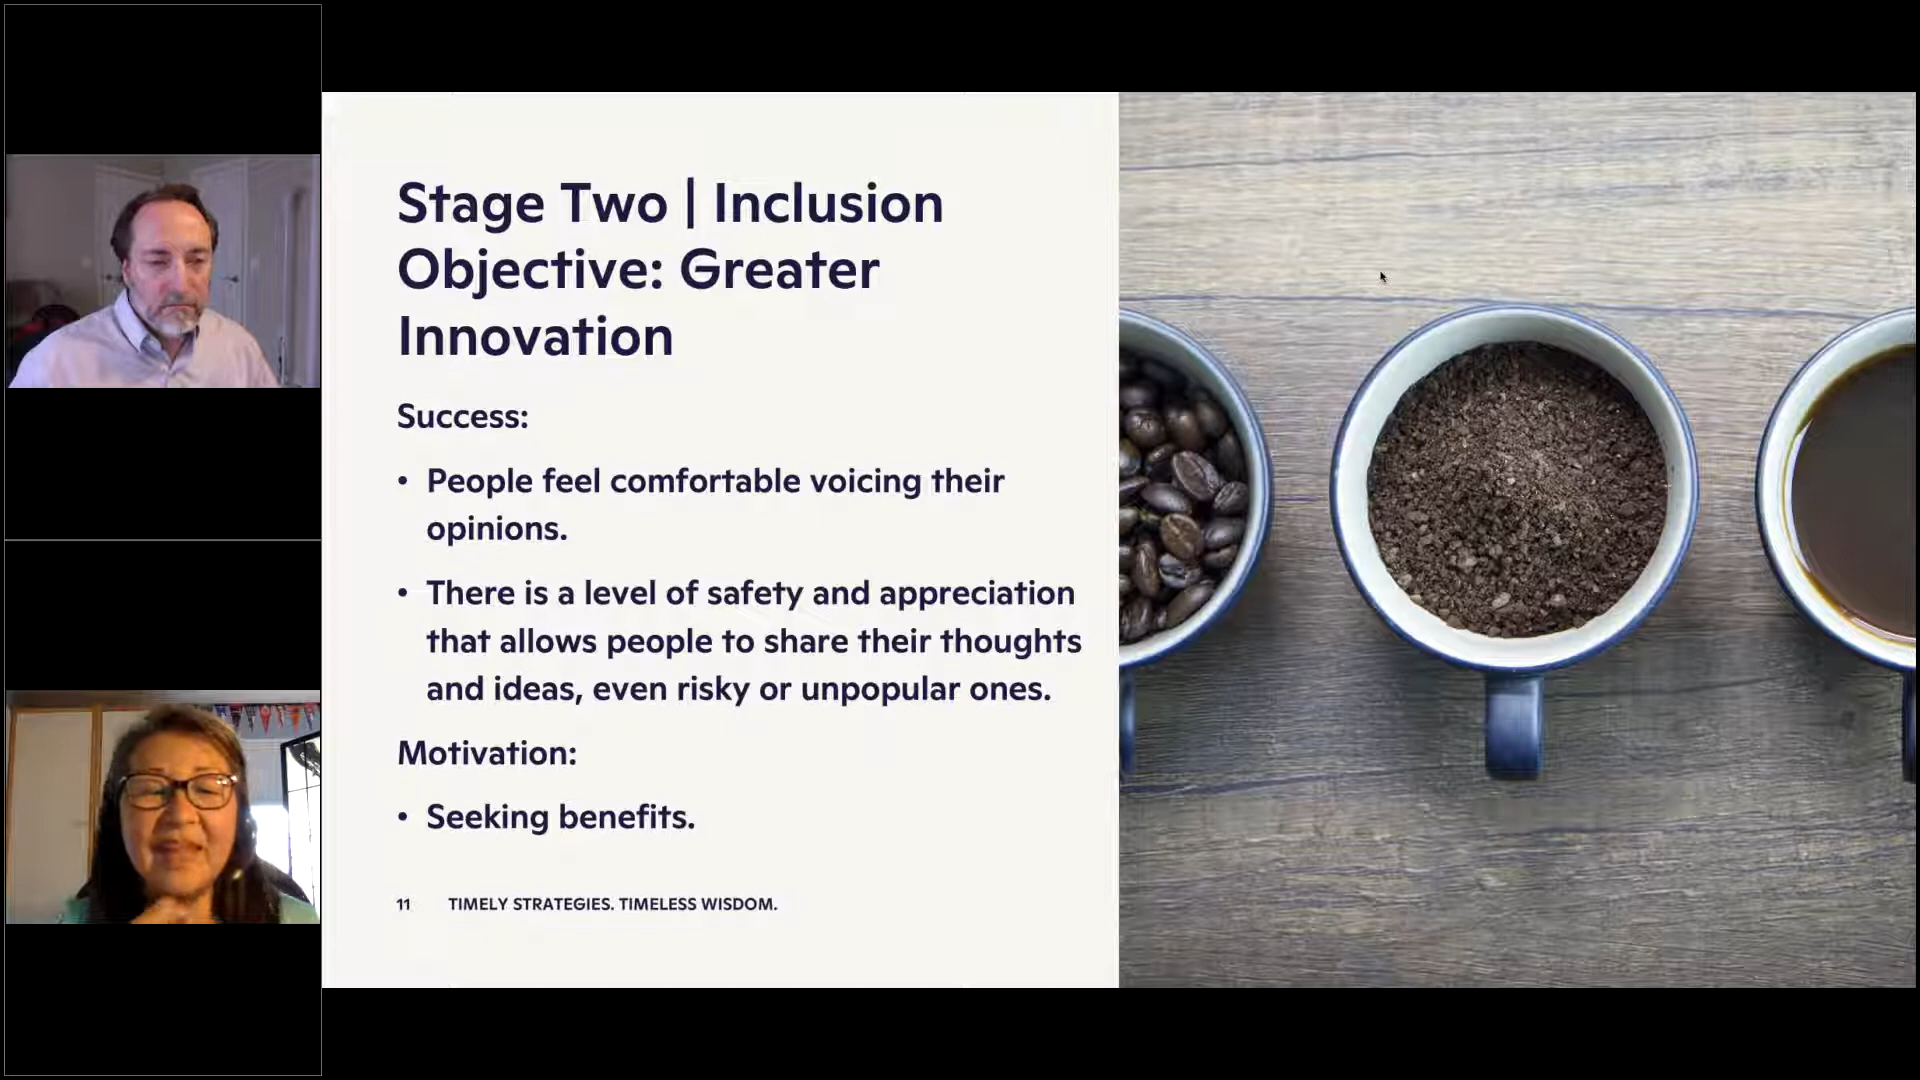 Stage Two | Inclusion
Objective: Greater
Innovation
Success:
• People feel comfortable voicing their
opinions.
• There is a level of safety and appreciation
that allows people to share their thoughts
and ideas, even risky or unpopular ones.
Motivation:
• Seeking benefits.
11 TIMELY STRATEGIES. TIMELESS WISDOM.